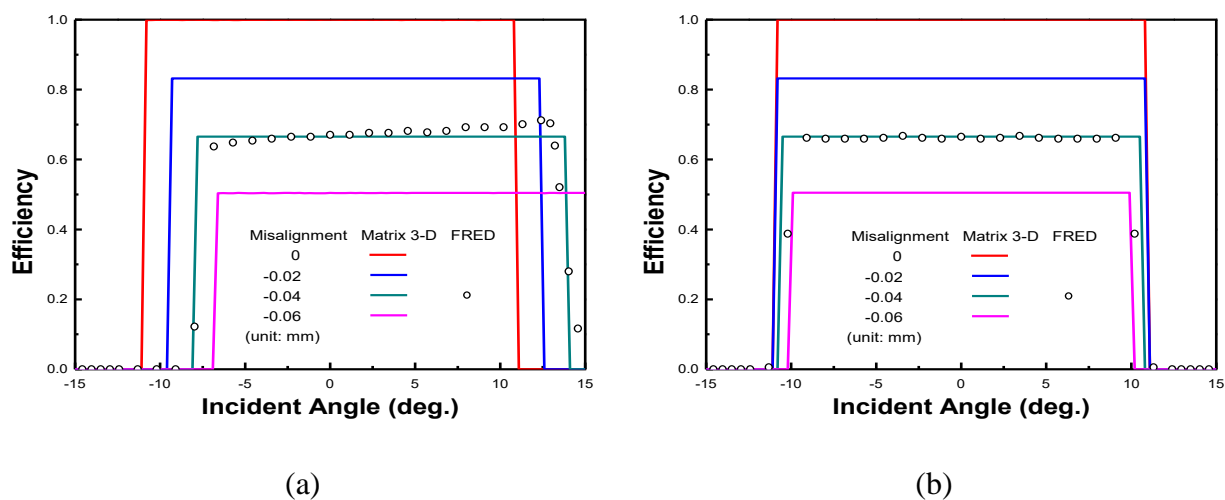 (a)
1.0
0.8
0.6
0.4
0.2
0.0
Efficiency
Misalignment Matrix 3-D FRED
0
-0.02
-0.04
-0.06
(unit: mm)
-15 -10 -5 0 5 10 15
Incident Angle (deg.)
(a)
(b)
1.0
0.8
0.6
0.4
0.2
0.0
Efficiency
Misalignment Matrix 3-D FRED
0
-0.02
-0.04
-0.06
(unit: mm)
-15 -10 -5 0 5 10 15
Incident Angle (deg.)
(b)